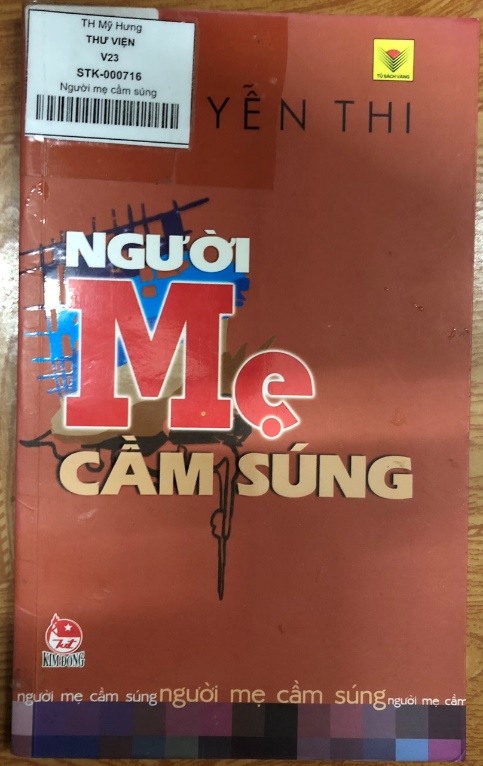 TH Mỹ Hưng
THƯ VIỆN
V23
STK-000716
Người mẹ cầm súng
TỦ SÁCH VÀNG
YỄN THI
NGƯỜI
Mẹ
CẦM SÚNG
KIM ĐỒNG
người mẹ cầm súng người mẹ cầm súng người mẹ cầm